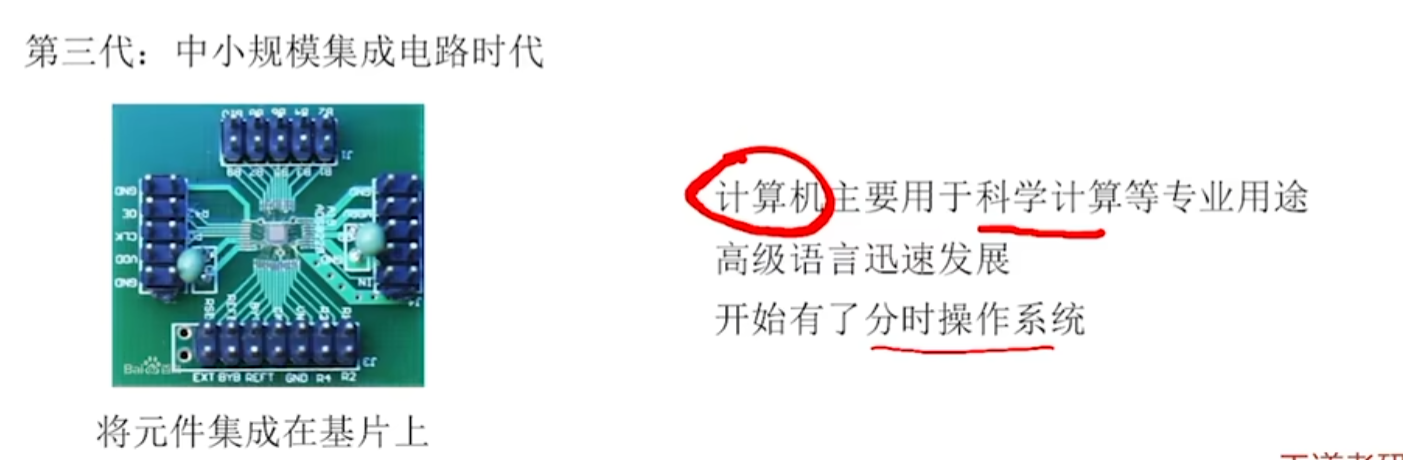 第三代：中小规模集成电路时代
计算机主要用于科学计算等专业用途
高级语言迅速发展
开始有了分时操作系统
GND
OE
CLK
VDD
GND
J1
IN
J3
EXT BYB REFT GND R4 R2
将元件集成在基片上